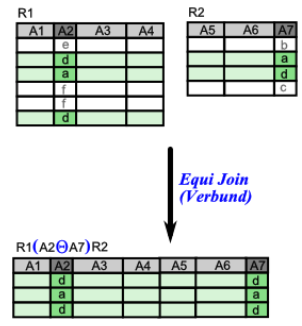 R1
A1 A2 A3 A4
e
d
a
f
f
d
R2
A5 A6 A7
b
a
d
c
Equi Join
(Verbund)
R1(A2ΘA7)R2
A1 A2 A3 A4 A5 A6 A7
d d
a a
d d